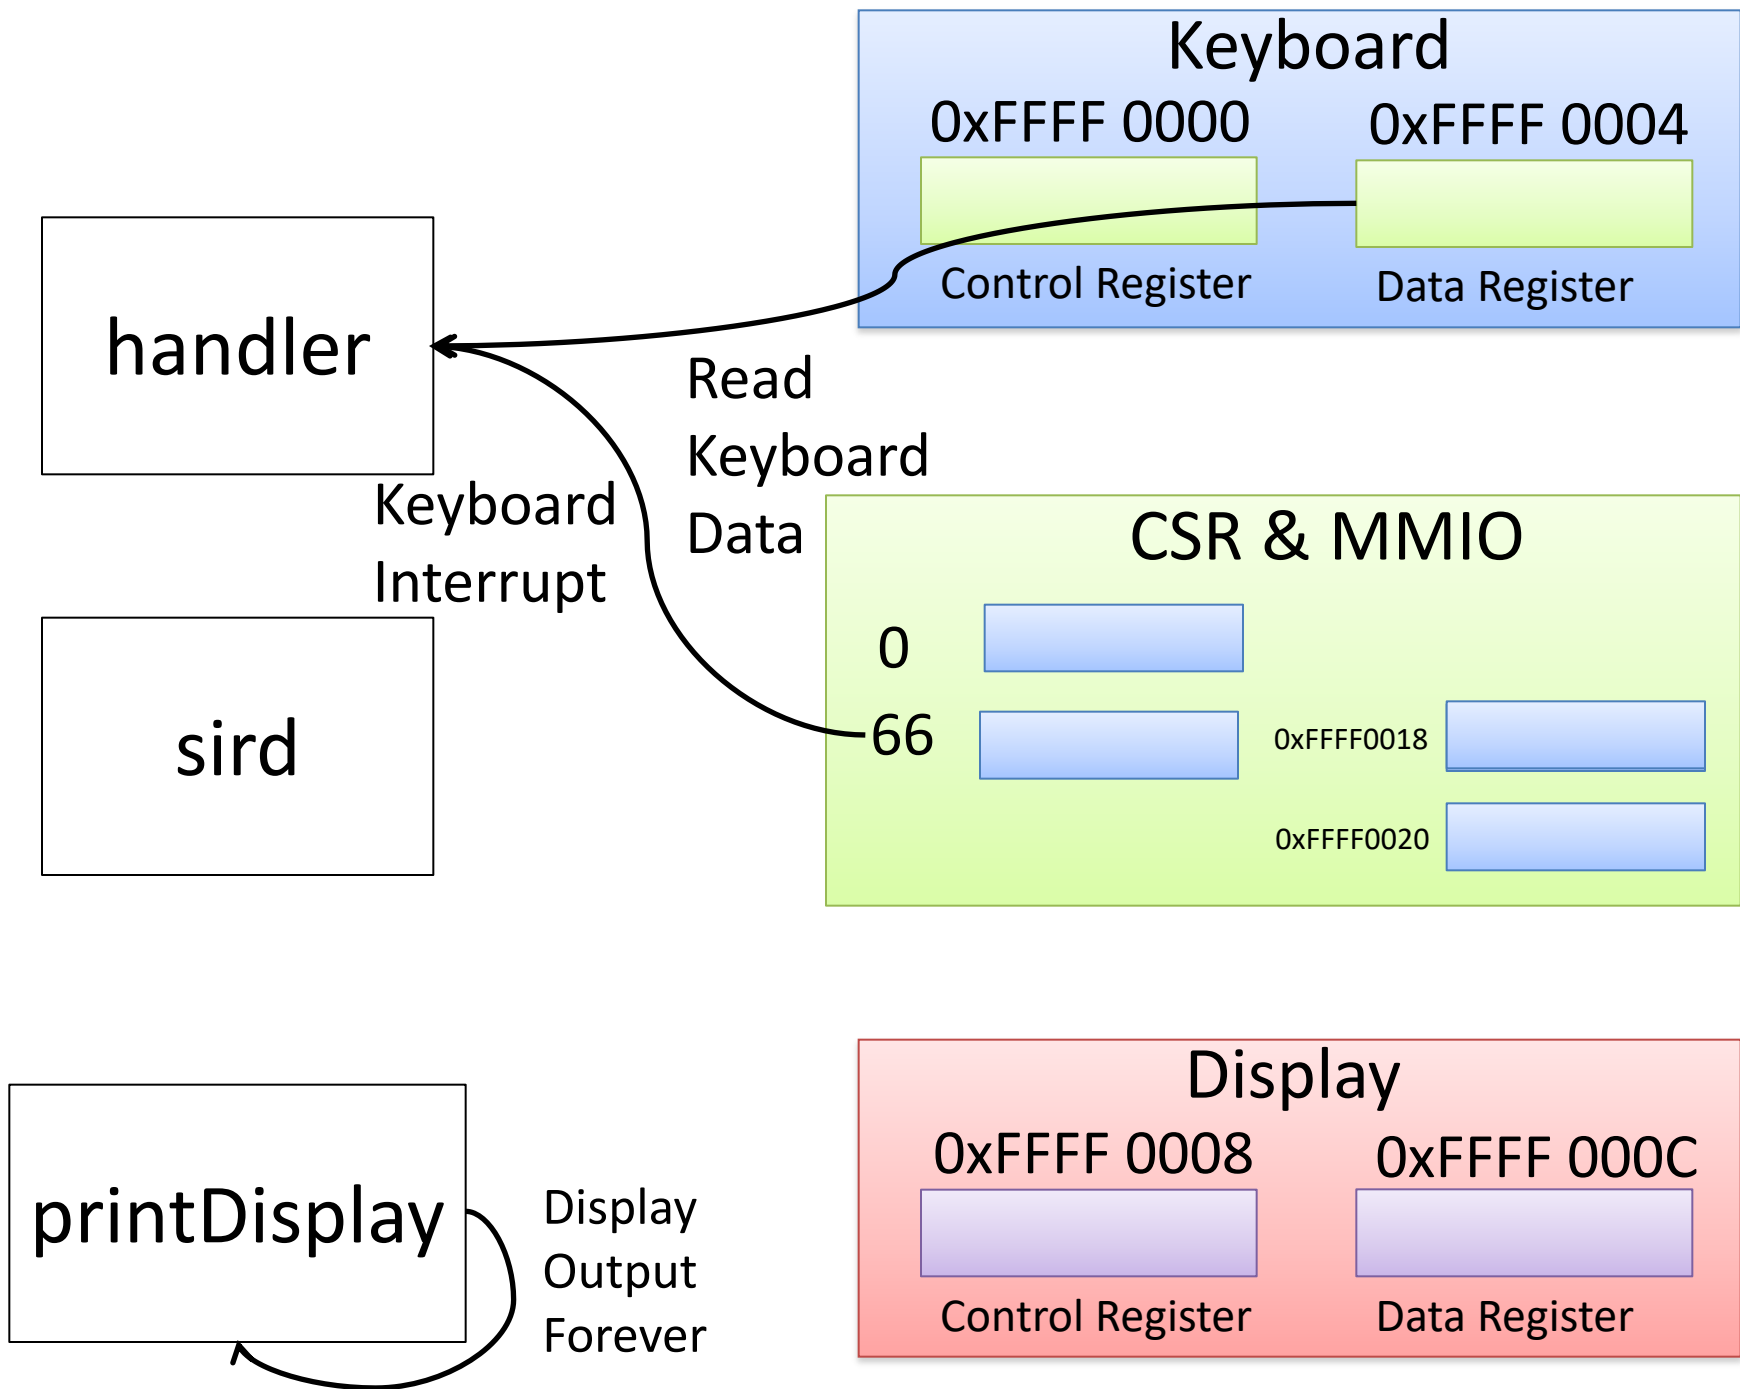 Keyboard
0xFFFF 0000
0xFFFF 0004
Control Register
Data Register
handler
Read
Keyboard
Data
Keyboard
Interrupt
CSR & MMIO
0
66
0xFFFF0018
0xFFFF0020
sird
Display
0xFFFF 0008
0xFFFF 000C
Control Register
Data Register
printDisplay
Display
Output
Forever